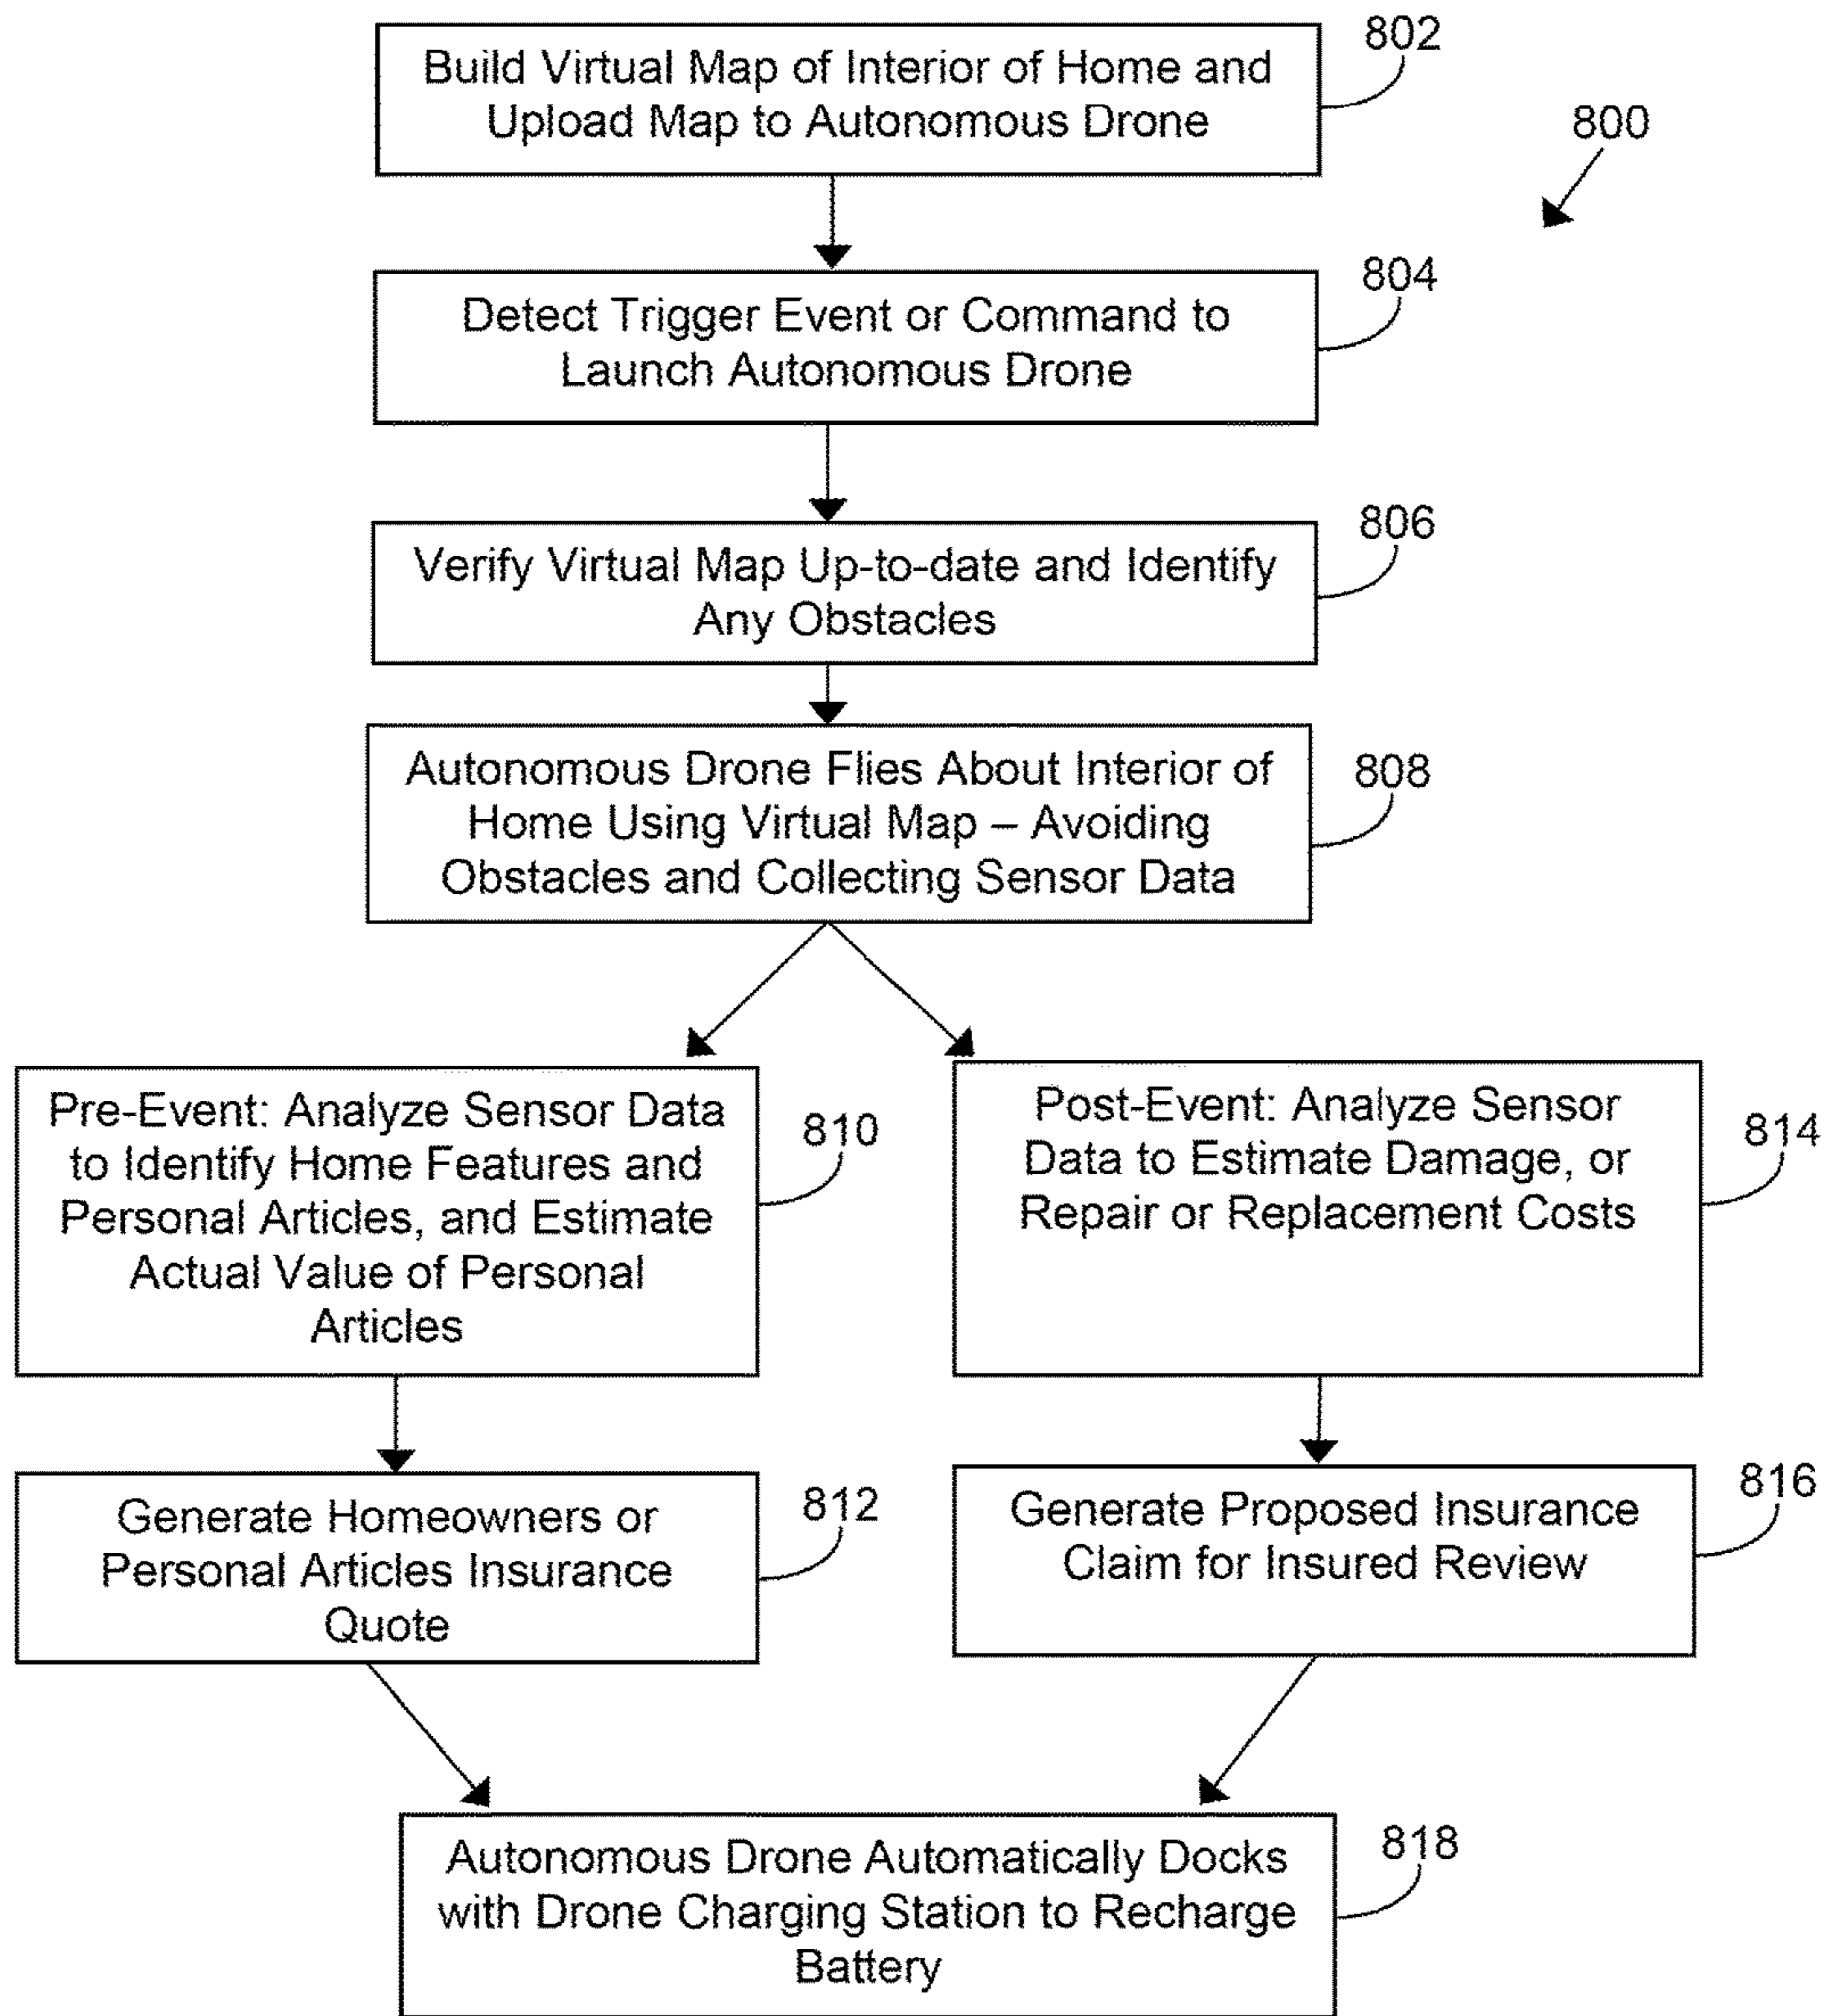 802
Build Virtual Map of Interior of Home and
Upload Map to Autonomous Drone
800
804
Detect Trigger Event or Command to
Launch Autonomous Drone
806
Verify Virtual Map Up-to-date and Identify
Any Obstacles
808
Autonomous Drone Flies About Interior of
Home Using Virtual Map – Avoiding
Obstacles and Collecting Sensor Data
810
Pre-Event: Analyze Sensor Data
to Identify Home Features and
Personal Articles, and Estimate
Actual Value of Personal
Articles
814
Post-Event: Analyze Sensor
Data to Estimate Damage, or
Repair or Replacement Costs
812
Generate Homeowners or
Personal Articles Insurance
Quote
816
Generate Proposed Insurance
Claim for Insured Review
818
Autonomous Drone Automatically Docks
with Drone Charging Station to Recharge
Battery